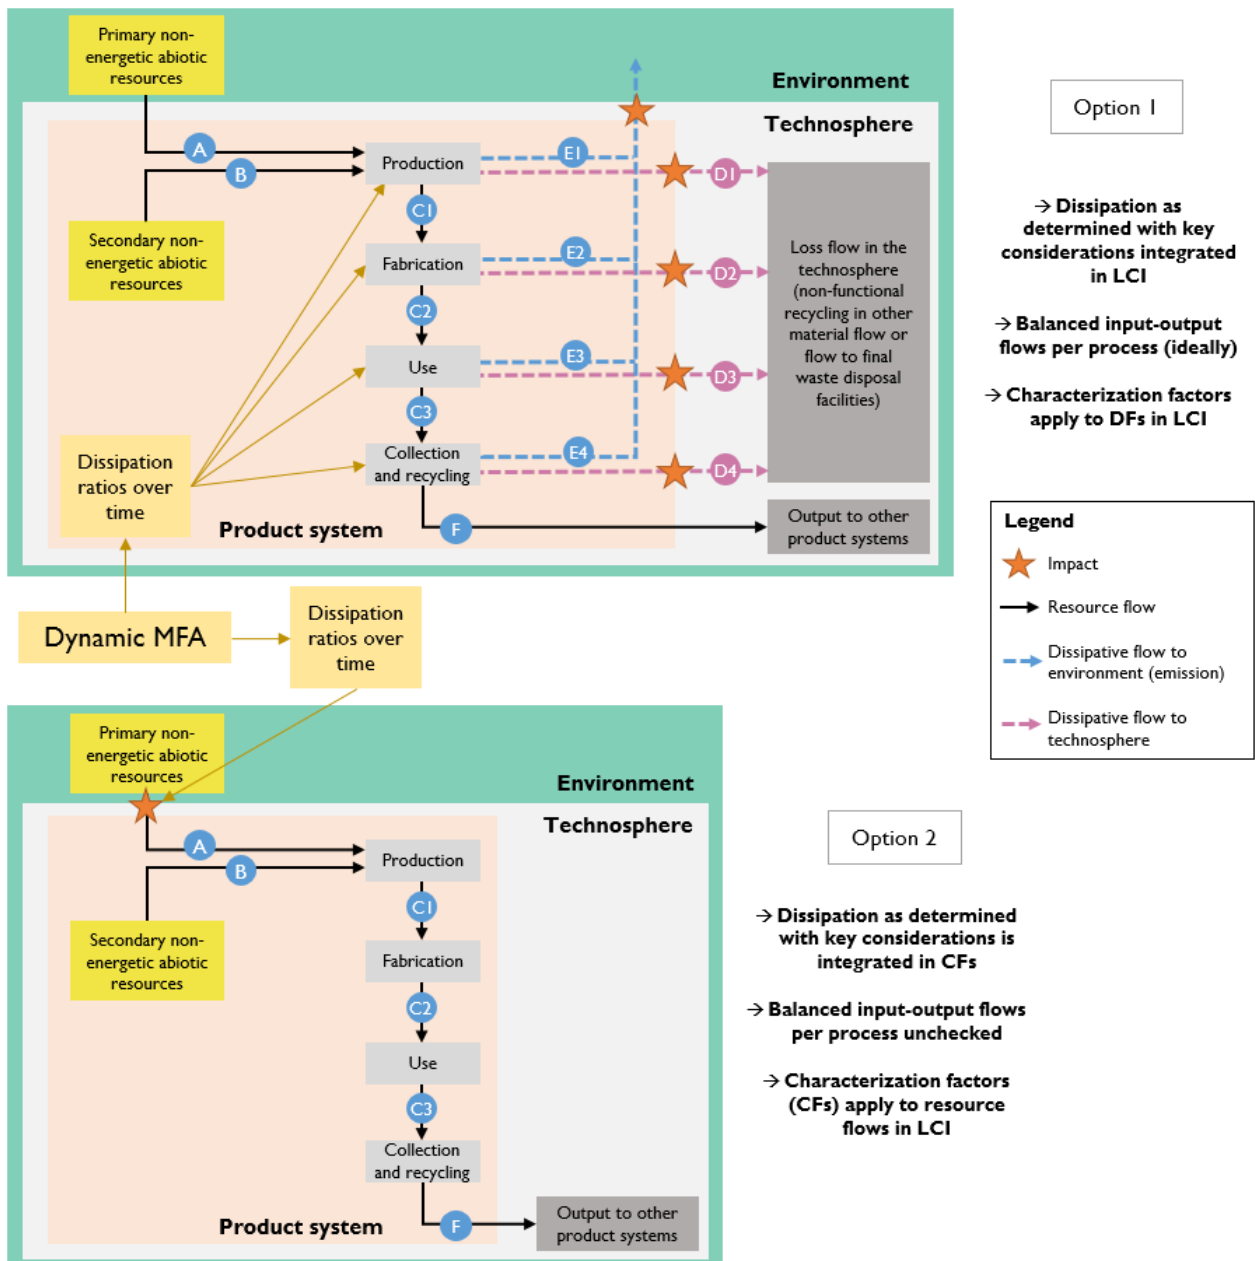 Primary non-
energetic abiotic
resources
Environment
Technosphere
A
B
Production
E1
D1
C1
Secondary non-
energetic abiotic
resources
Fabrication
E2
D2
C2
Use
E3
D3
C3
Collection
and recycling
E4
D4
Loss flow in the
technosphere
(non-functional
recycling in other
material flow or
flow to final
waste disposal
facilities)
Dissipation
ratios over
time
Product system
F
Output to other
product systems
Option 1
→ Dissipation as
determined with key
considerations integrated
in LCI
→ Balanced input-output
flows per process (ideally)
→ Characterization factors
apply to DFs in LCI
Legend
Impact
Resource flow
Dissipative flow to
environment (emission)
Dissipative flow to
technosphere
Dynamic MFA
Dissipation
ratios over
time
Primary non-
energetic abiotic
resources
Environment
Technosphere
A
B
Production
C1
Secondary non-
energetic abiotic
resources
Fabrication
C2
Use
C3
Collection
and recycling
Product system
F
Output to other
product systems
Option 2
→ Dissipation as determined
with key considerations is
integrated in CFs
→ Balanced input-output flows
per process unchecked
→ Characterization factors
(CFs) apply to resource
flows in LCI